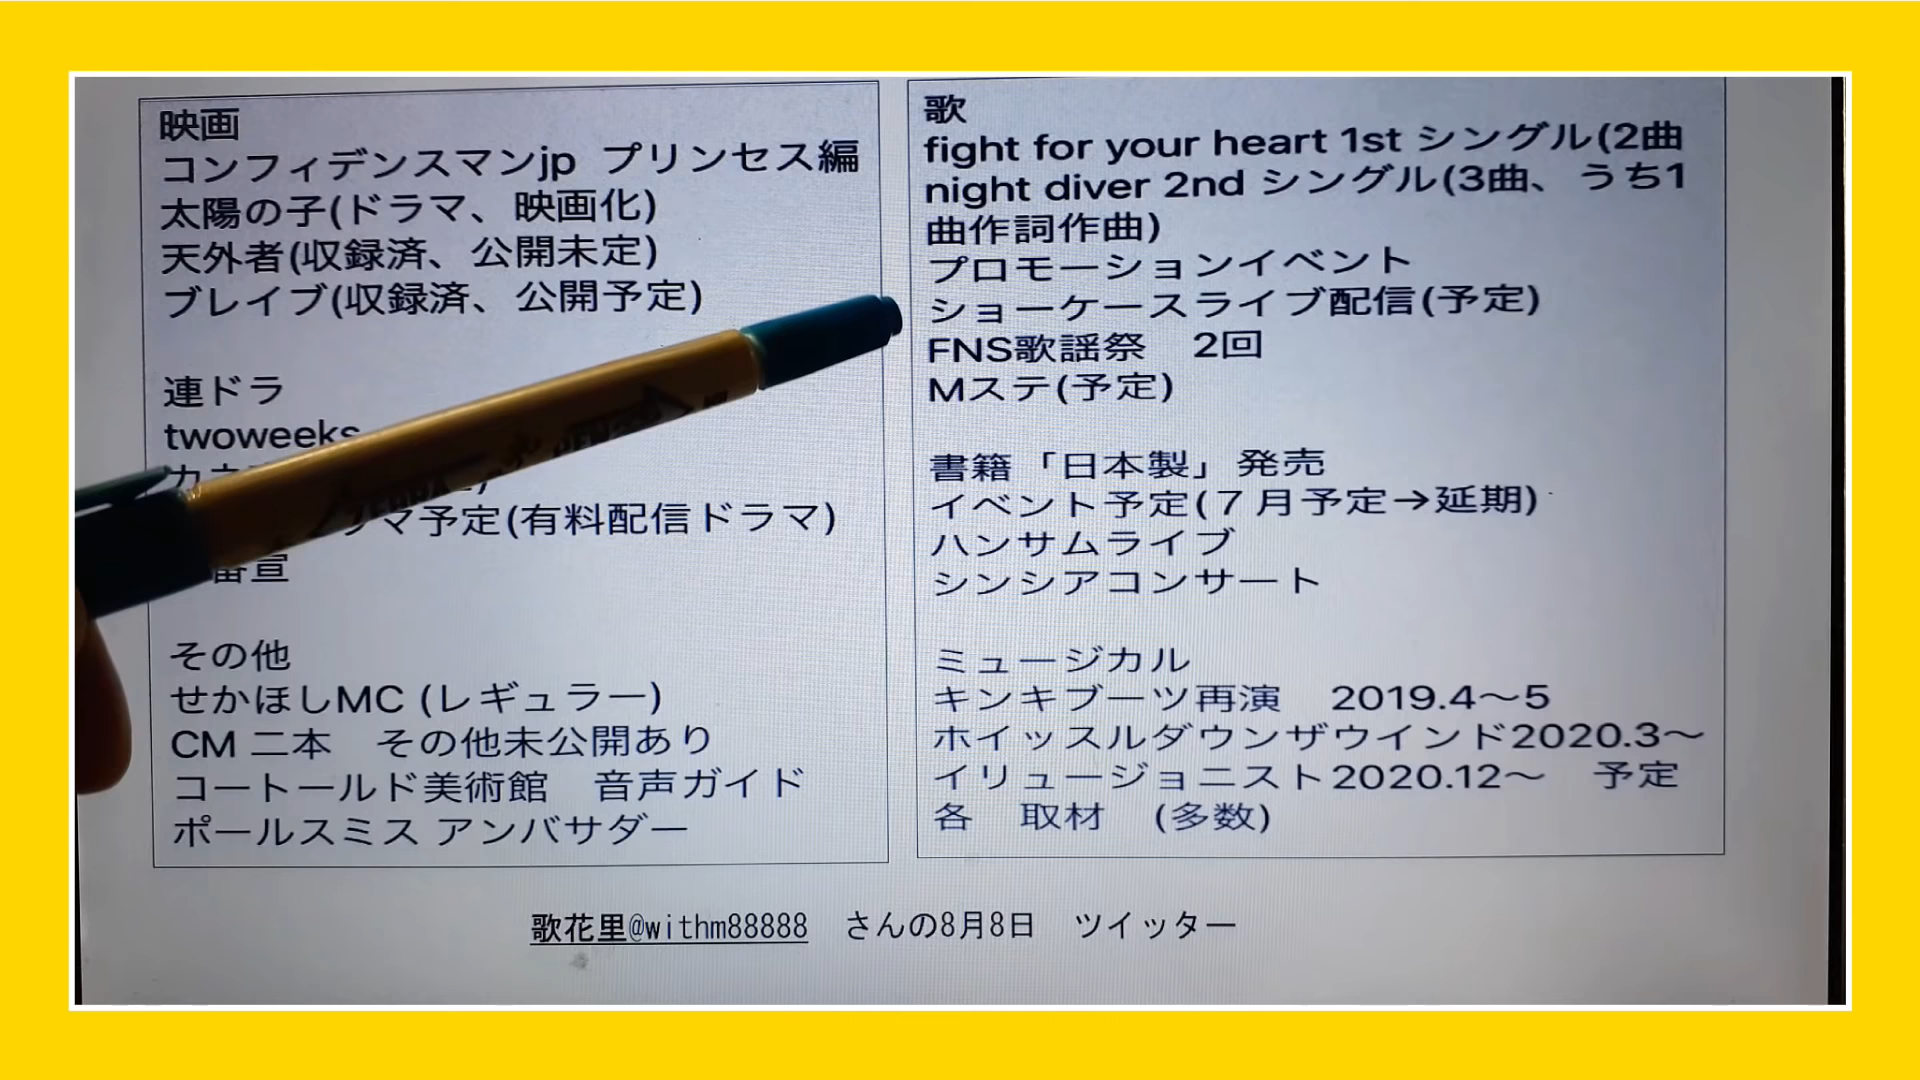 映画
コンフィデンスマンjp プリンセス編
太陽の子(ドラマ、映画化)
天外者(収録済、公開未定)
ブレイブ(収録済、公開予定)
連ドラ
twoweeks
マ予定(有料配信ドラマ)
番宣
その他
せかほしMC (レギュラー)
CM 二本 その他未公開あり
コートールド美術館 音声ガイド
ポールスミス アンバサダー
歌
fight for your heart 1st シングル(2曲
night diver 2nd シングル(3曲、うち1
曲作詞作曲)
プロモーションイベント
ショーケースライブ配信(予定)
FNS歌謡祭 2回
Mステ(予定)
書籍「日本製」発売
イベント予定(７月予定→延期)
ハンサムライブ
シンシアコンサート
ミュージカル
キンキブーツ再演 2019.4〜5
ホイッスルダウンザウインド2020.3〜
イリュージョニスト2020.12〜 予定
各 取材 (多数)
歌花里@withm88888 さんの8月8日 ツイッター